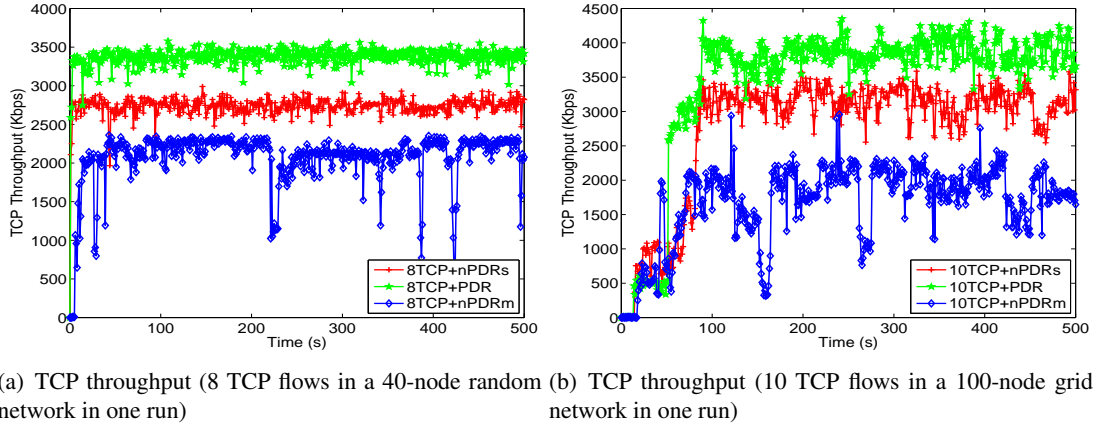 4000
3500
3000
2500
2000
1500
1000
500
0
TCP Throughput (Kbps)
8TCP+nPDRs
8TCP+PDR
8TCP+nPDRm
0 100 200 300 400 500
Time (s)
4500
4000
3500
3000
2500
2000
1500
1000
500
0
TCP Throughput (Kbps)
10TCP+nPDRs
10TCP+PDR
10TCP+nPDRm
0 100 200 300 400 500
Time (s)
(a) TCP throughput (8 TCP flows in a 40-node random
network in one run)
(b) TCP throughput (10 TCP flows in a 100-node grid
network in one run)